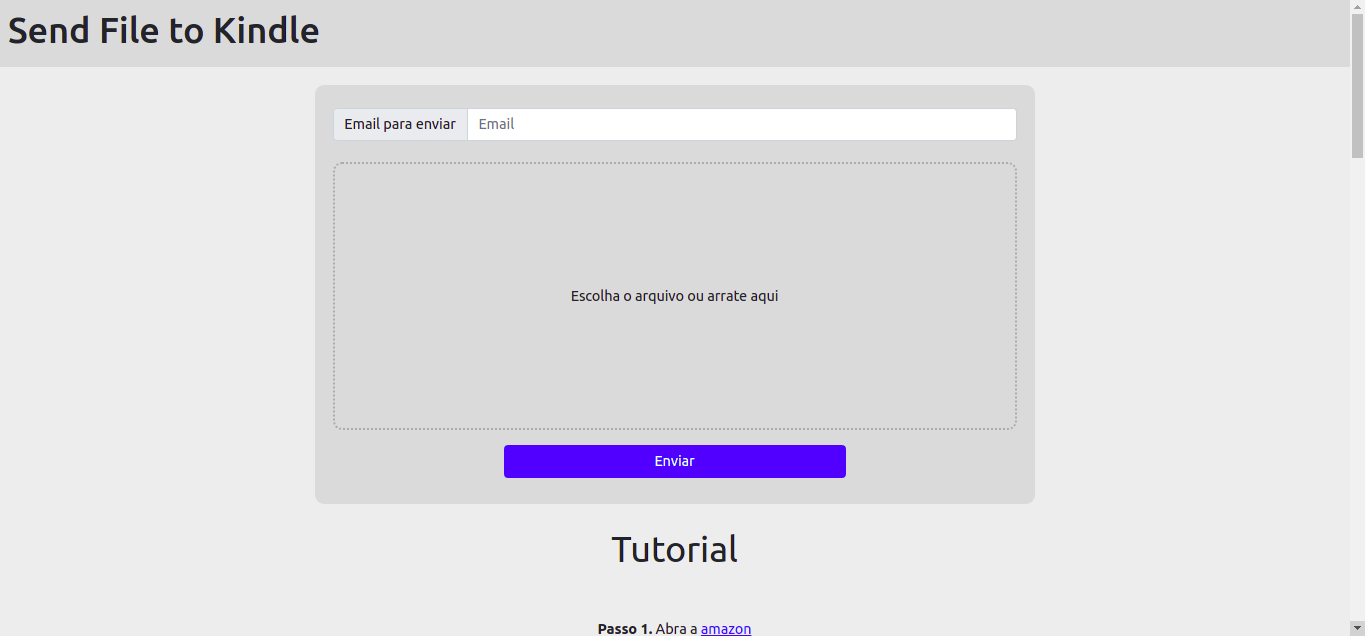 Send File to Kindle
Email para enviar Email
Escolha o arquivo ou arrate aqui
Enviar
Tutorial
Passo 1. Abra a amazon